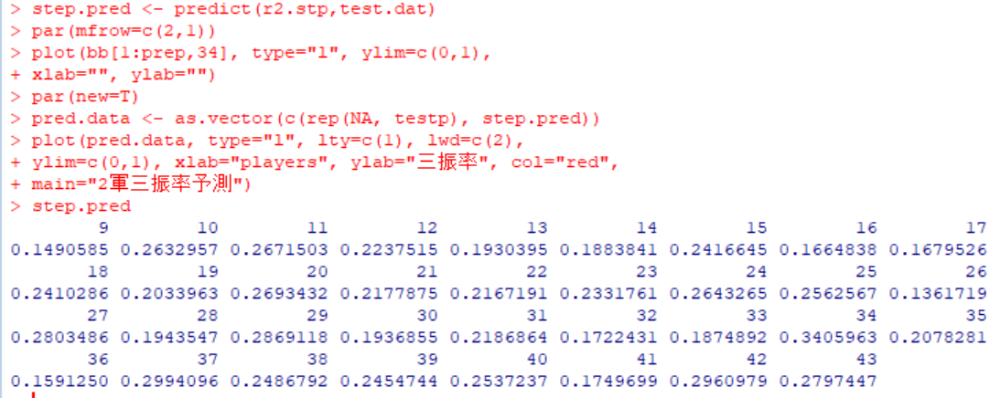 > step.pred <- predict(r2.stp,test.dat)
> par(mfrow=c(2,1))
> plot(bb[1:prep,34], type="l", ylim=c(0,1),
+ xlab="", ylab="")
> par(new=T)
> pred.data <- as.vector(c(rep(NA, testp), step.pred))
> plot(pred.data, type="l", lty=c(1), lwd=c(2),
+ ylim=c(0,1), xlab="players", ylab="三振率", col="red",
+ main="2軍三振率予測")
> step.pred
9 10 11 12 13 14 15 16 17
0.1490585 0.2632957 0.2671503 0.2237515 0.1930395 0.1883841 0.2416645 0.1664838 0.1679526
18 19 20 21 22 23 24 25 26
0.2410286 0.2033963 0.2693432 0.2177875 0.2167191 0.2331761 0.2643265 0.2562567 0.1361719
27 28 29 30 31 32 33 34 35
0.2803486 0.1943547 0.2869118 0.1936855 0.2186864 0.1722431 0.1874892 0.3405963 0.2078281
36 37 38 39 40 41 42 43
0.1591250 0.2994096 0.2486792 0.2454744 0.2537237 0.1749699 0.2960979 0.2797447